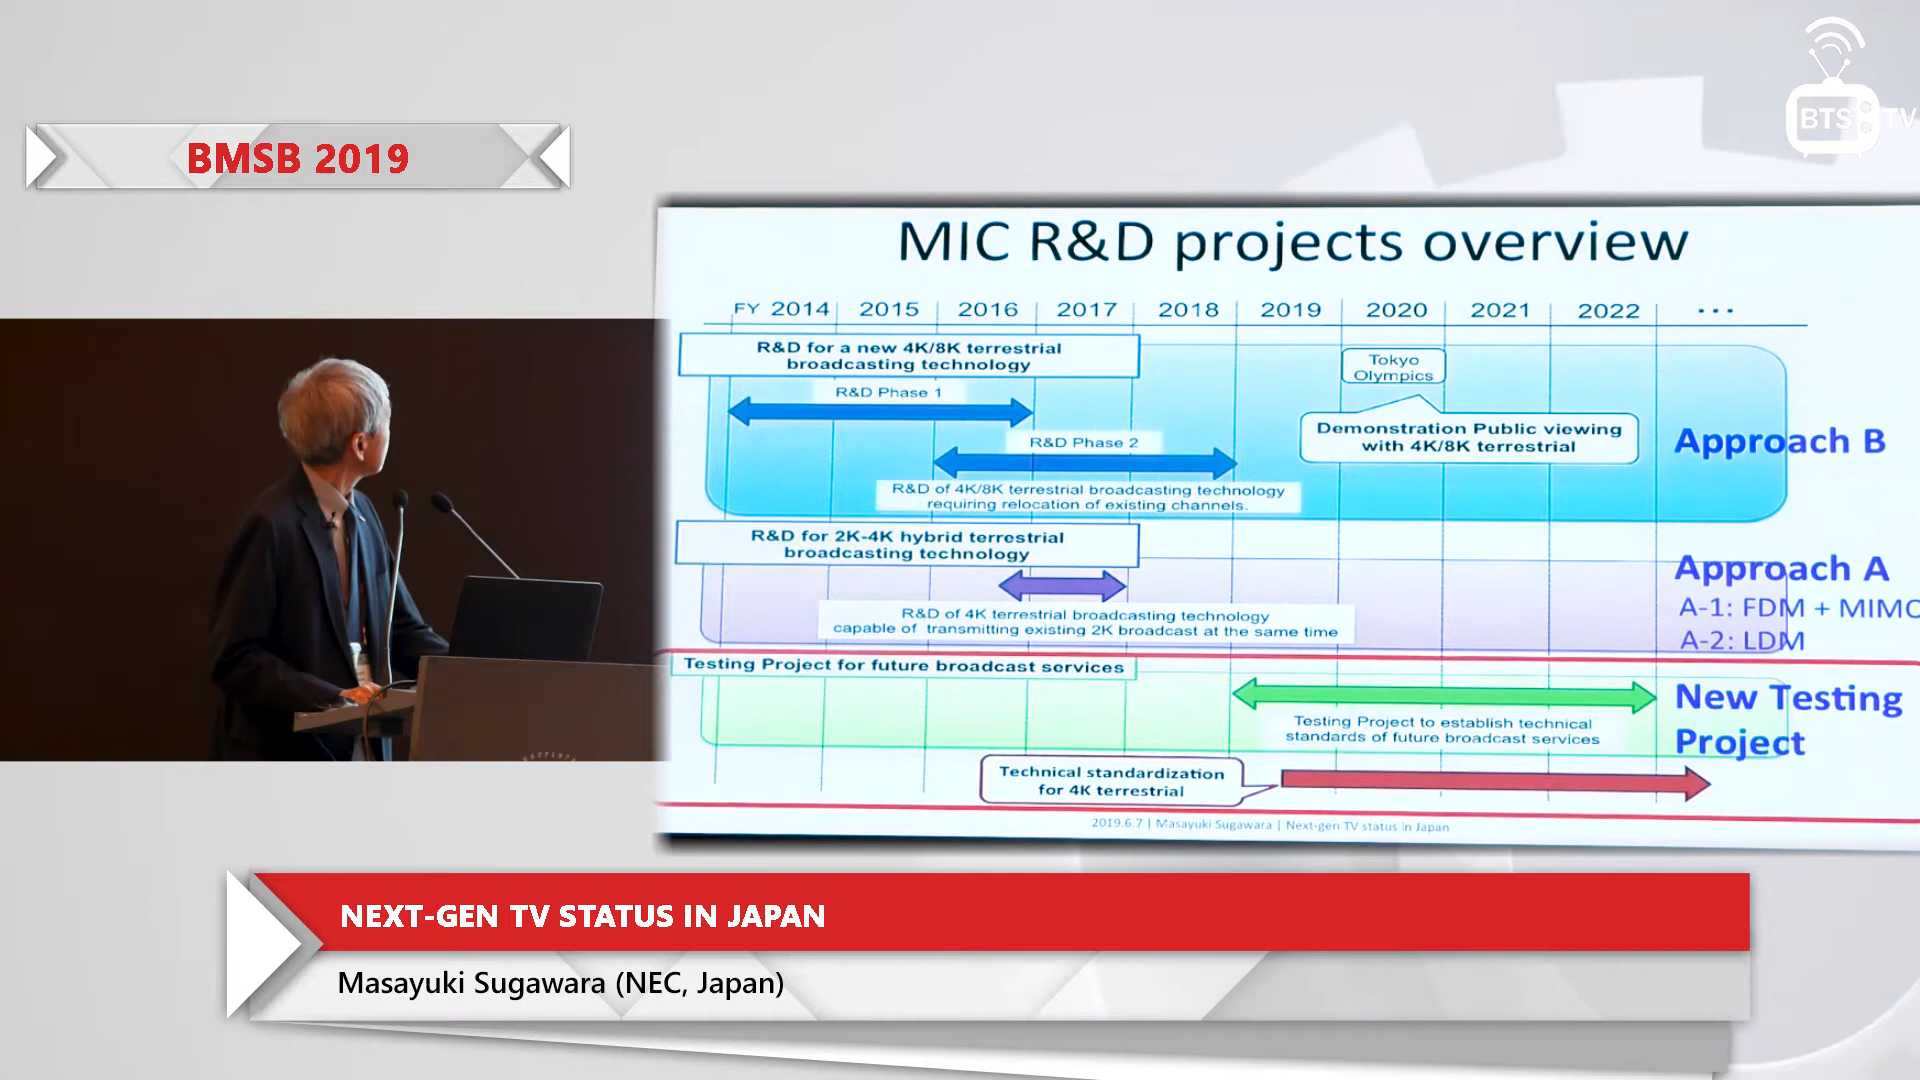 BTS TV
BMSB 2019
MIC R&D projects overview
FY 2014 2015 2016 2017 2018 2019 2020 2021 2022 ...
R&D for a new 4K/8K terrestrial
broadcasting technology
Tokyo
Olympics
R&D Phase 1
Demonstration Public viewing
with 4K/8K terrestrial
Approach B
R&D Phase 2
R&D of 4K/8K terrestrial broadcasting technology
requiring relocation of existing channels.
R&D for 2K-4K hybrid terrestrial
broadcasting technology
Approach A
A-1: FDM + MIMO
A-2: LDM
R&D of 4K terrestrial broadcasting technology
capable of transmitting existing 2K broadcast at the same time
Testing Project for future broadcast services
New Testing
Project
Testing Project to establish technical
standards of future broadcast services
Technical standardization
for 4K terrestrial
2019.6.7 | Masayuki Sugawara | Next-gen TV status in Japan
NEXT-GEN TV STATUS IN JAPAN
Masayuki Sugawara (NEC, Japan)